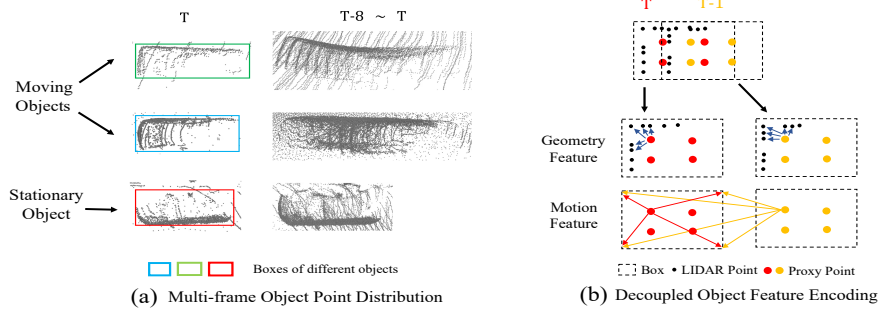 T
T-8 ~ T
Moving
Objects
Stationary
Object
Boxes of different objects
(a) Multi-frame Object Point Distribution
T
T-1
Geometry
Feature
Motion
Feature
Box
LIDAR Point
Proxy Point
(b) Decoupled Object Feature Encoding